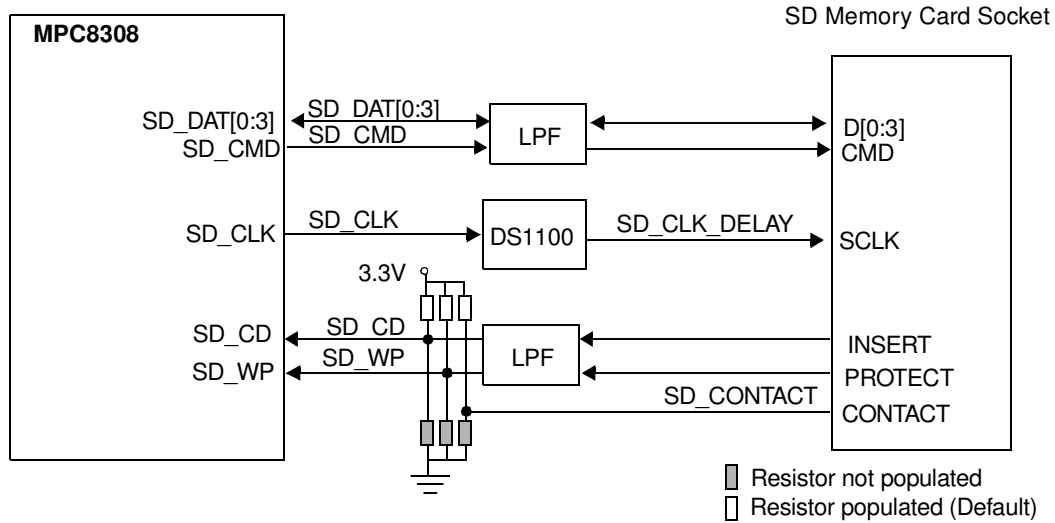 SD Memory Card Socket
MPC8308
SD_DAT[0:3]
SD_DAT[0:3]
LPF
D[0:3]
SD_CMD
SD_CMD
CMD
SD_CLK
SD_CLK
DS1100
SD_CLK_DELAY
SCLK
3.3V
SD_CD
SD_CD
LPF
INSERT
SD_WP
SD_WP
PROTECT
SD_CONTACT
CONTACT
Resistor not populated
Resistor populated (Default)